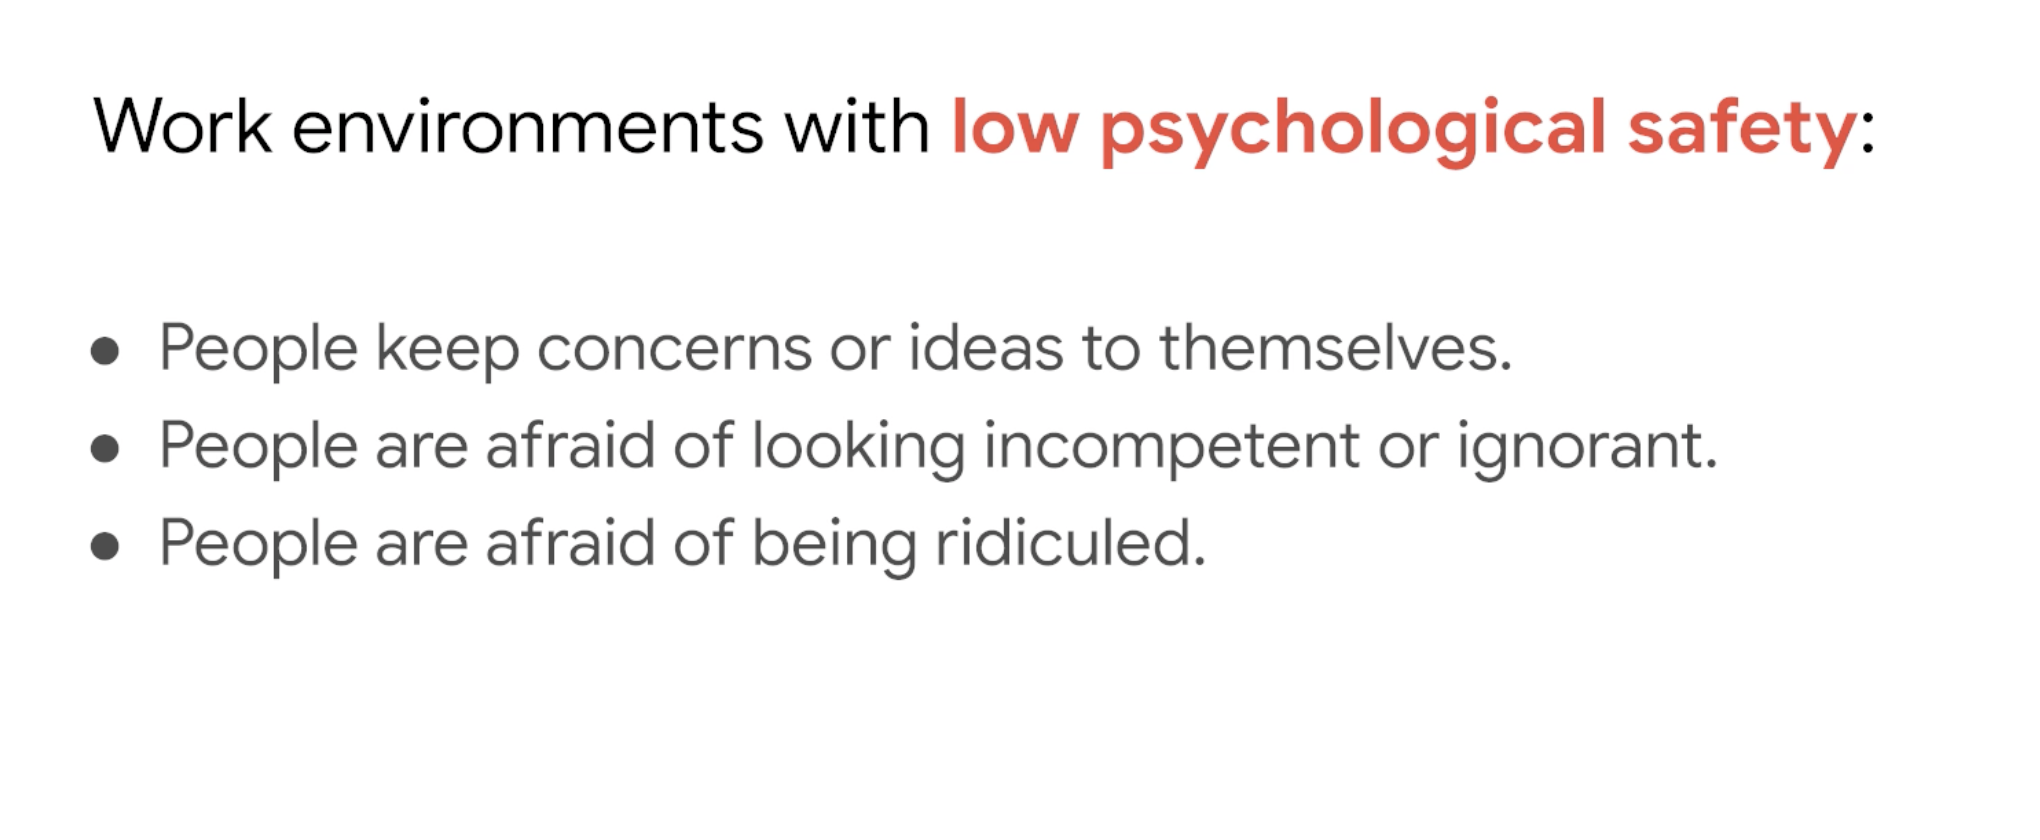 Work environments with low psychological safety:
● People keep concerns or ideas to themselves.
● People are afraid of looking incompetent or ignorant.
● People are afraid of being ridiculed.